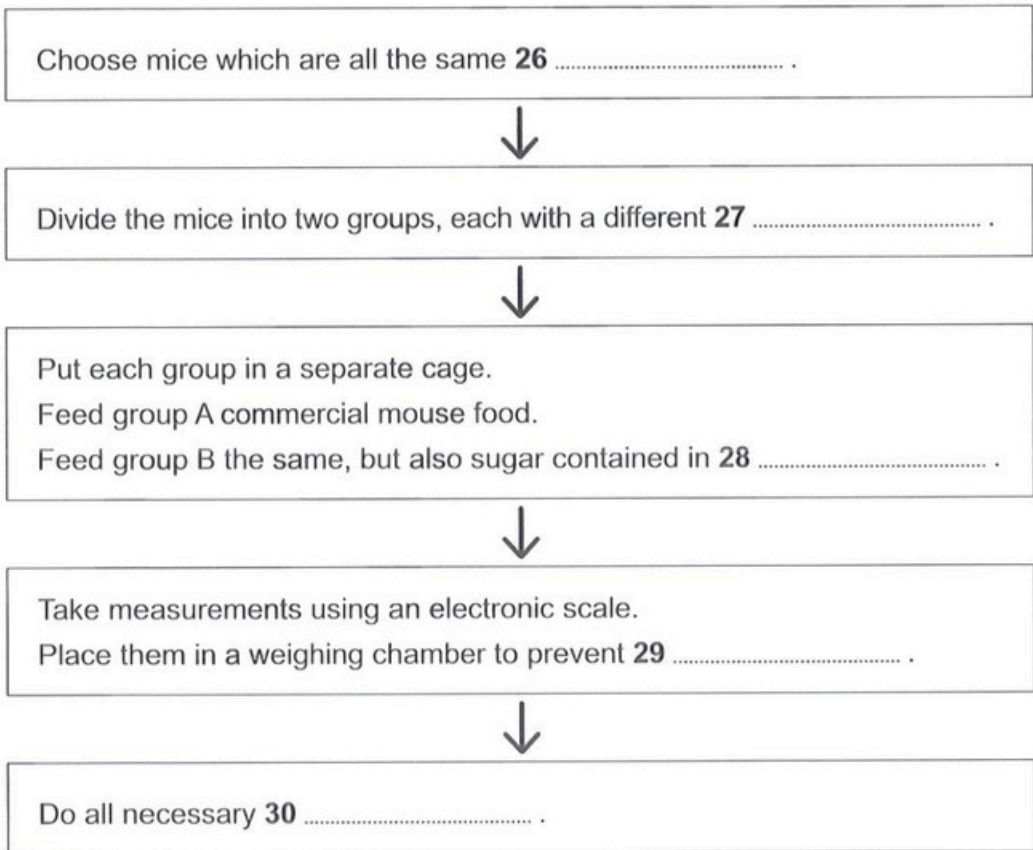 Choose mice which are all the same 26 ........................................ .
Divide the mice into two groups, each with a different 27 ........................................ .
Put each group in a separate cage.
Feed group A commercial mouse food.
Feed group B the same, but also sugar contained in 28 ........................................ .
Take measurements using an electronic scale.
Place them in a weighing chamber to prevent 29 ........................................ .
Do all necessary 30 ........................................ .